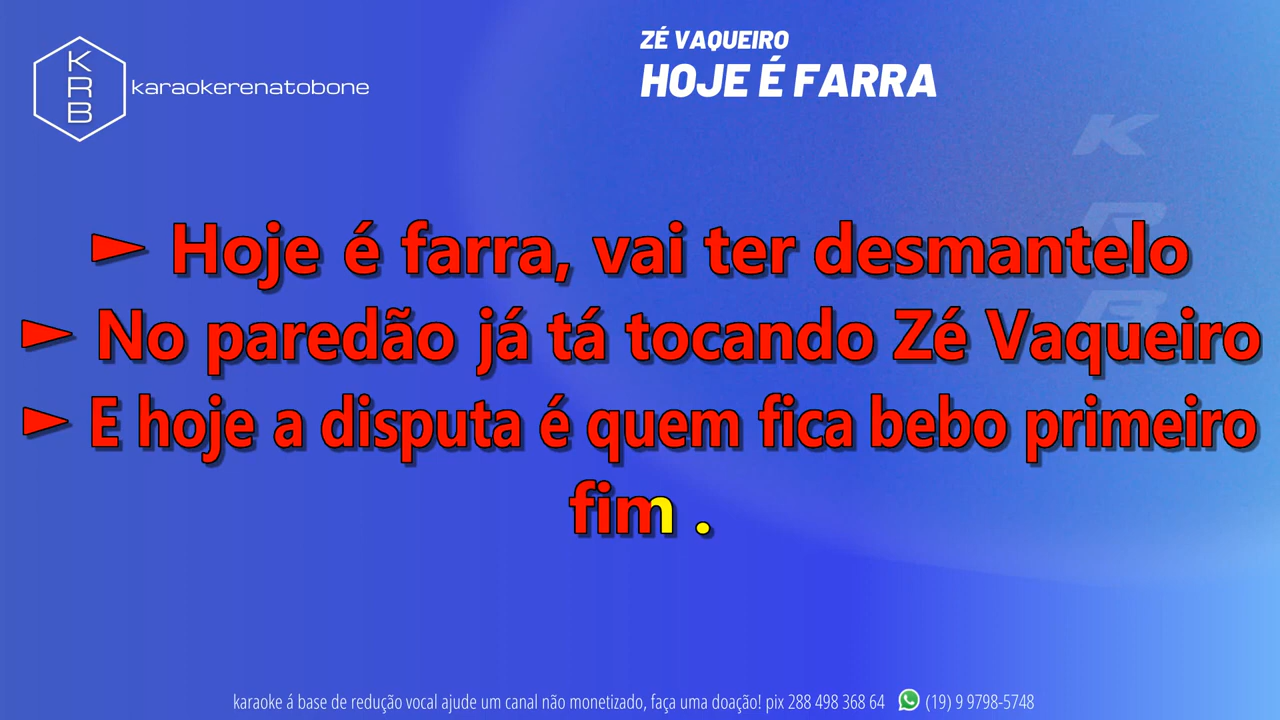 K
R
B
karaokerenatobone
ZÉ VAQUEIRO
HOJE É FARRA
K
R
B
► Hoje é farra, vai ter desmantelo
► No paredão já tá tocando Zé Vaqueiro
► E hoje a disputa é quem fica bebo primeiro
fim .
karaoke á base de redução vocal ajude um canal não monetizado, faça uma doação! pix 288 498 368 64 (19) 9 9798-5748